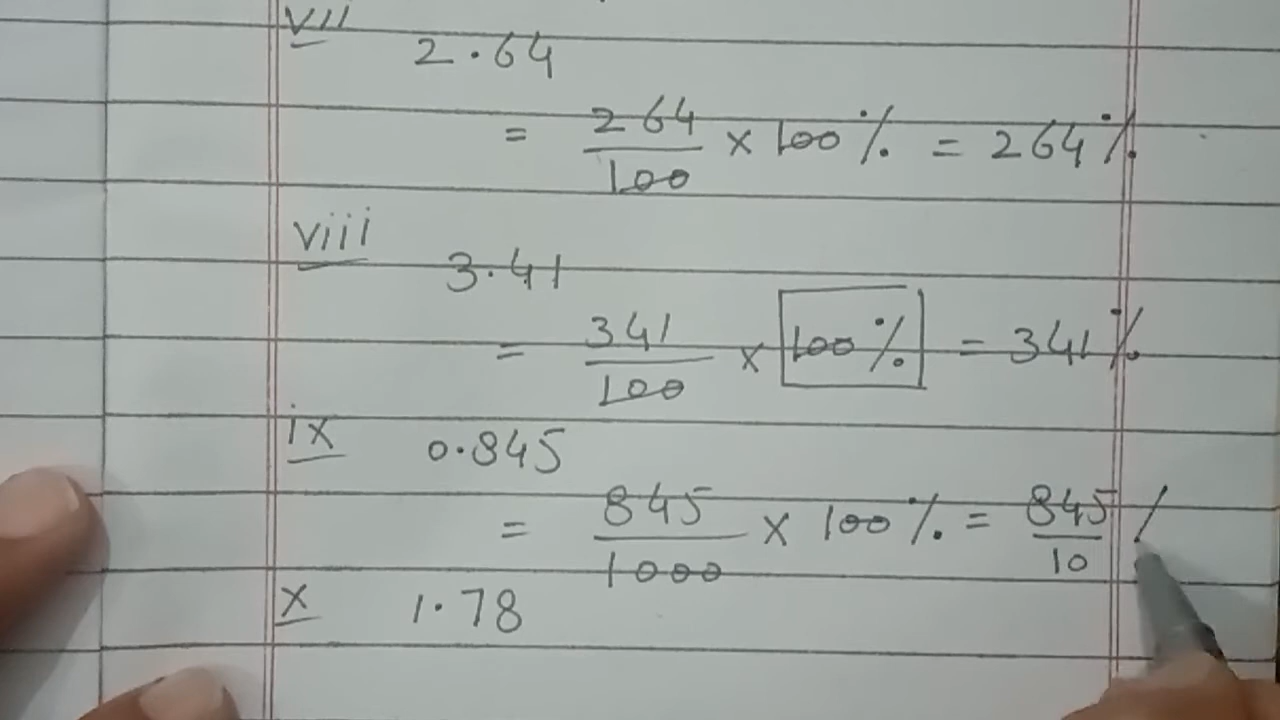 vii 2.64
= 264/100 × 100% = 264%
viii 3.41
= 341/100 × 100% = 341%
ix 0.845
= 845/1000 × 100% = 845/10 /
x 1.78